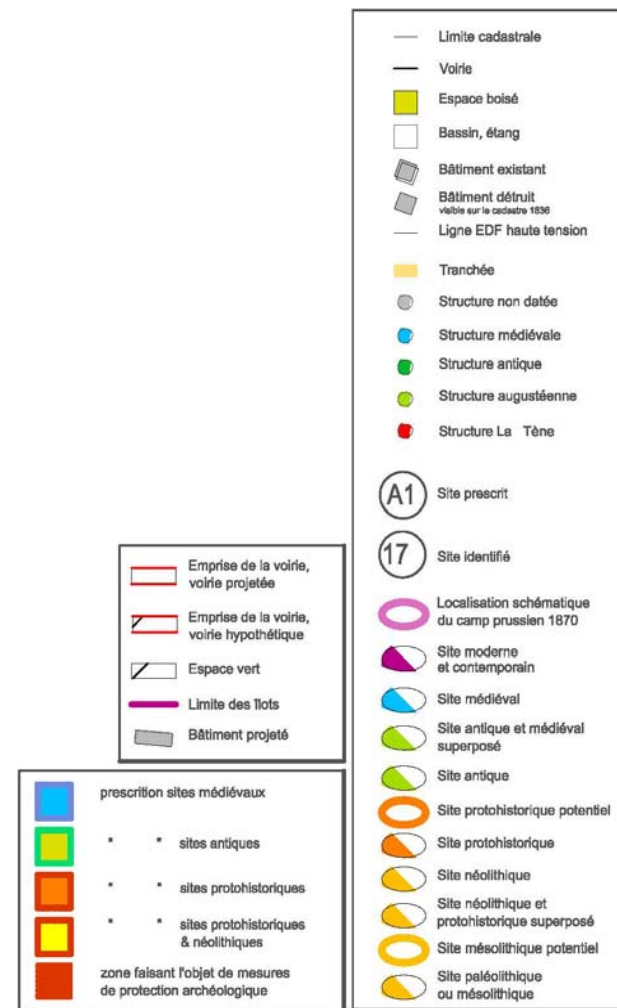 Limite cadastrale
Voirie
Espace boisé
Bassin, étang
Bâtiment existant
Bâtiment détruit
visible sur le cadastre 1836
Ligne EDF haute tension
Tranchée
Structure non datée
Structure médiévale
Structure antique
Structure augustéenne
Structure La Tène
A1 Site prescrit
17 Site identifié
Localisation schématique
du camp prussien 1870
Site moderne
et contemporain
Site médiéval
Site antique et médiéval
superposé
Site antique
Site protohistorique potentiel
Site protohistorique
Site néolithique
Site néolithique et
protohistorique superposé
Site mésolithique potentiel
Site paléolithique
ou mésolithique
Emprise de la voirie,
voirie projetée
Emprise de la voirie,
voirie hypothétique
Espace vert
Limite des îlots
Bâtiment projeté
prescription sites médiévaux
" " sites antiques
" " sites protohistoriques
" " sites protohistoriques
& néolithiques
zone faisant l'objet de mesures
de protection archéologique